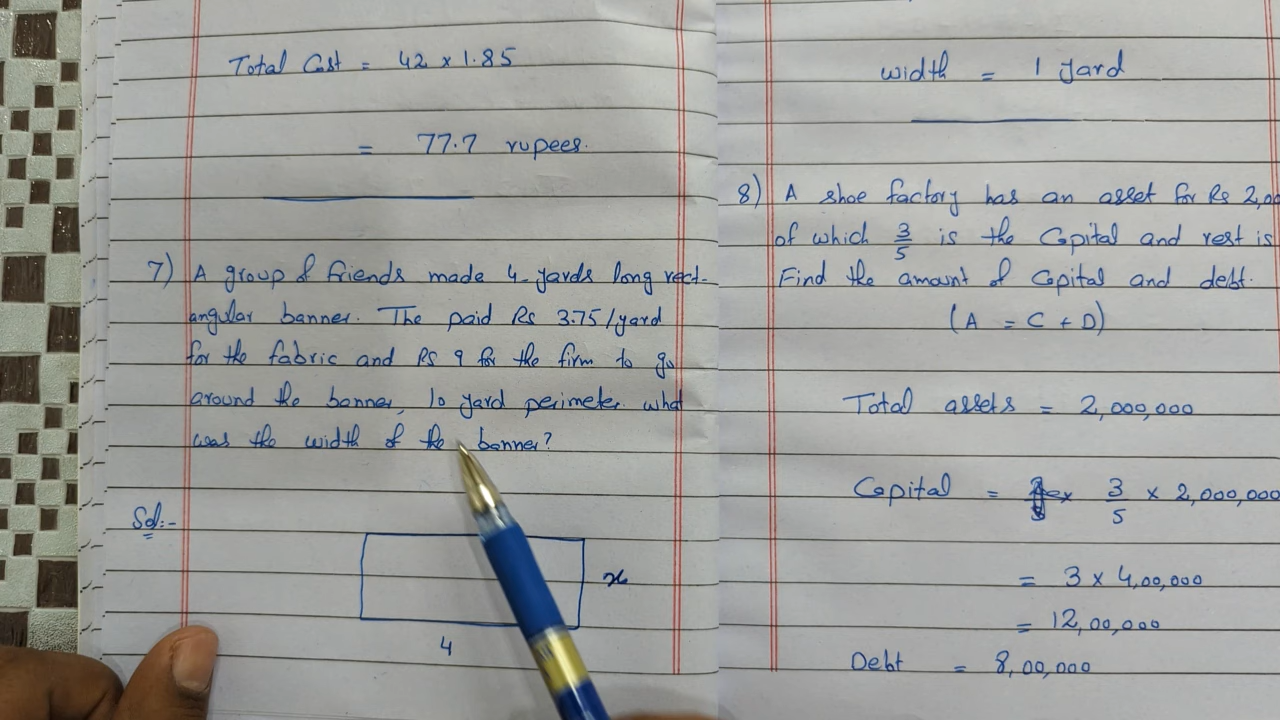 Total Cost = 42 x 1.85
= 77.7 rupees.
7) A group of friends made 4-yards long rect-
angular banner. The paid Rs 3.75/yard
for the fabric and Rs 9 for the firm to go
around the banner, 10 yard perimeter. what
was the width of the banner?
Sol:-
x
4
width = 1 yard
8) A shoe factory has an asset for Rs 2,00
of which 3/5 is the Capital and rest is
Find the amount of Capital and debt.
(A = C + D)
Total assets = 2,000,000
Capital = x 3/5 x 2,000,000
= 3 x 4,00,000
= 12,00,000
Debt = 8,00,000